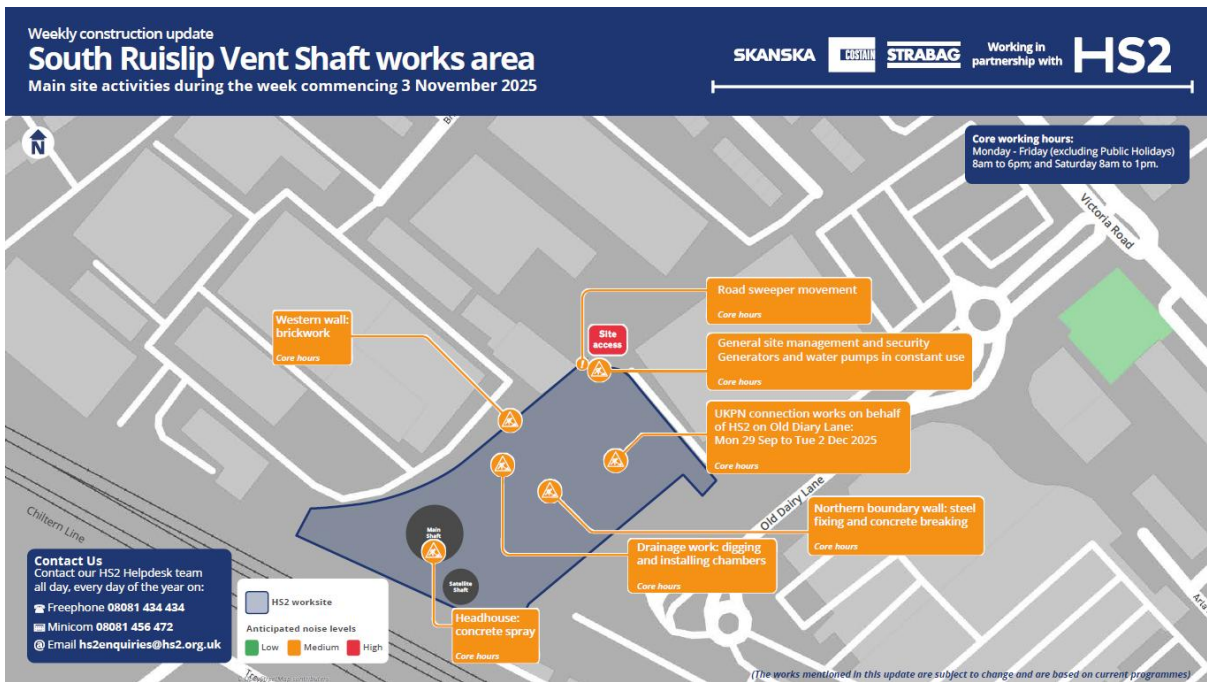 Weekly construction update
South Ruislip Vent Shaft works area
Main site activities during the week commencing 3 November 2025
SKANSKA
COSTAIN
STRABAG
Working in
partnership with
HS2
N
Core working hours:
Monday - Friday (excluding Public Holidays)
8am to 6pm; and Saturday 8am to 1pm.
Victoria Road
Road sweeper movement
Core hours
Western wall:
brickwork
Core hours
Site
access
General site management and security
Generators and water pumps in constant use
Core hours
UKPN connection works on behalf
of HS2 on Old Diary Lane:
Mon 29 Sep to Tue 2 Dec 2025
Core hours
Old Dairy Lane
Northern boundary wall: steel
fixing and concrete breaking
Core hours
Chiltern Line
Main
Shaft
Drainage work: digging
and installing chambers
Core hours
Satellite
Shaft
Headhouse:
concrete spray
Core hours
Contact Us
Contact our HS2 Helpdesk team
all day, every day of the year on:
Freephone 08081 434 434
Minicom 08081 456 472
Email hs2enquiries@hs2.org.uk
HS2 worksite
Anticipated noise levels
Low
Medium
High
(The works mentioned in this update are subject to change and are based on current programmes)